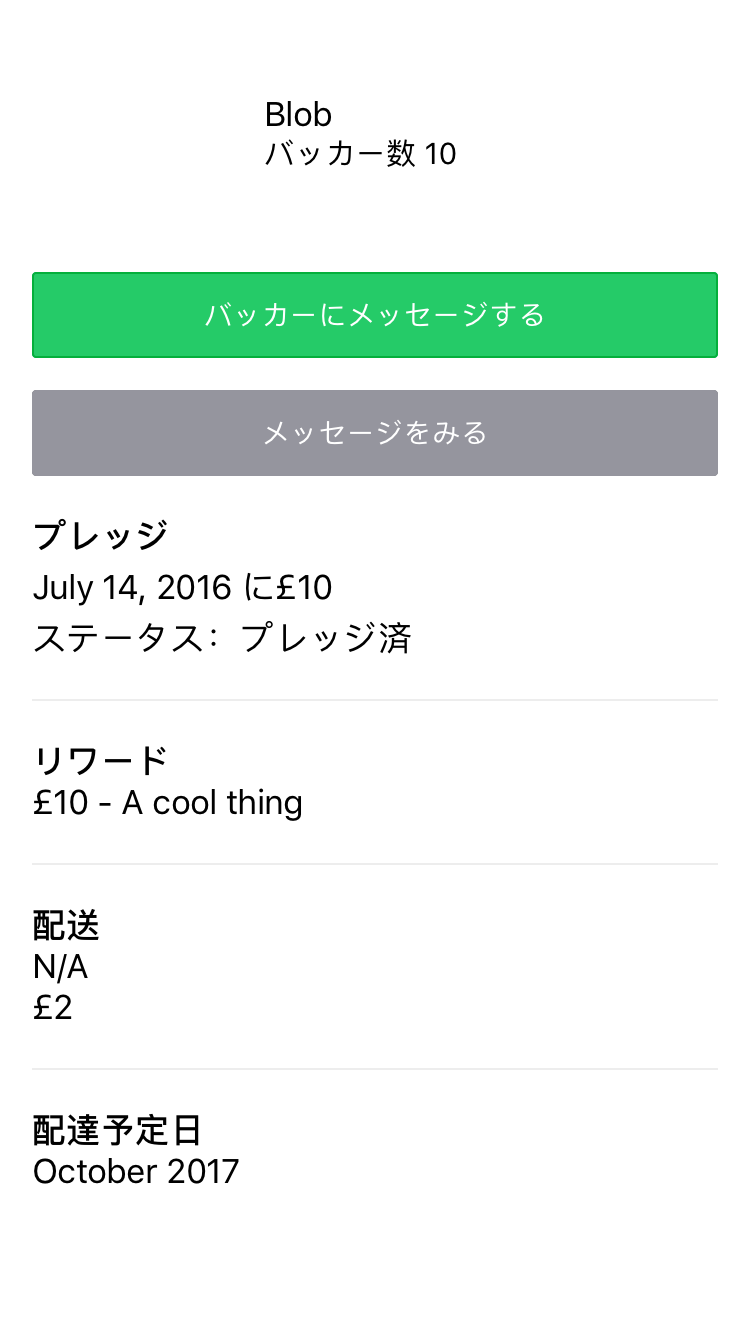 Blob
バッカー数 10
バッカーにメッセージする
メッセージをみる
プレッジ
July 14, 2016 に£10
ステータス：プレッジ済
リワード
£10 - A cool thing
配送
N/A
£2
配達予定日
October 2017